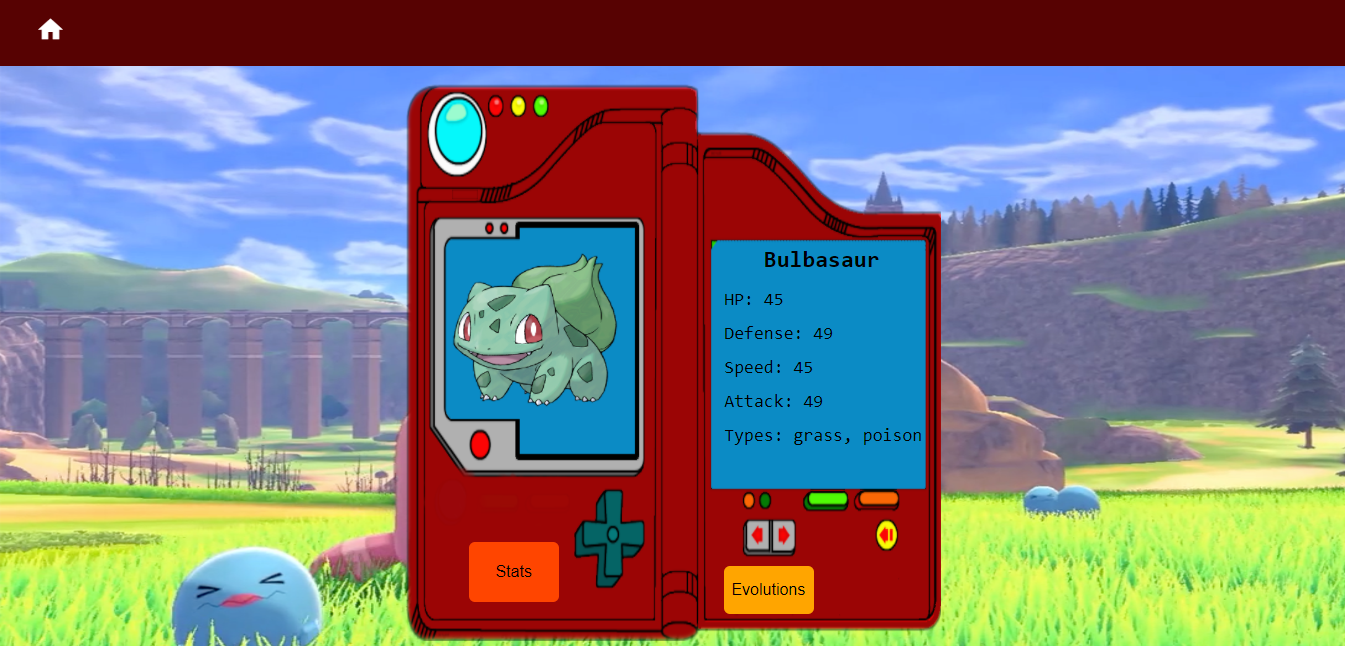 Bulbasaur
HP: 45
Defense: 49
Speed: 45
Attack: 49
Types: grass, poison
Stats
Evolutions